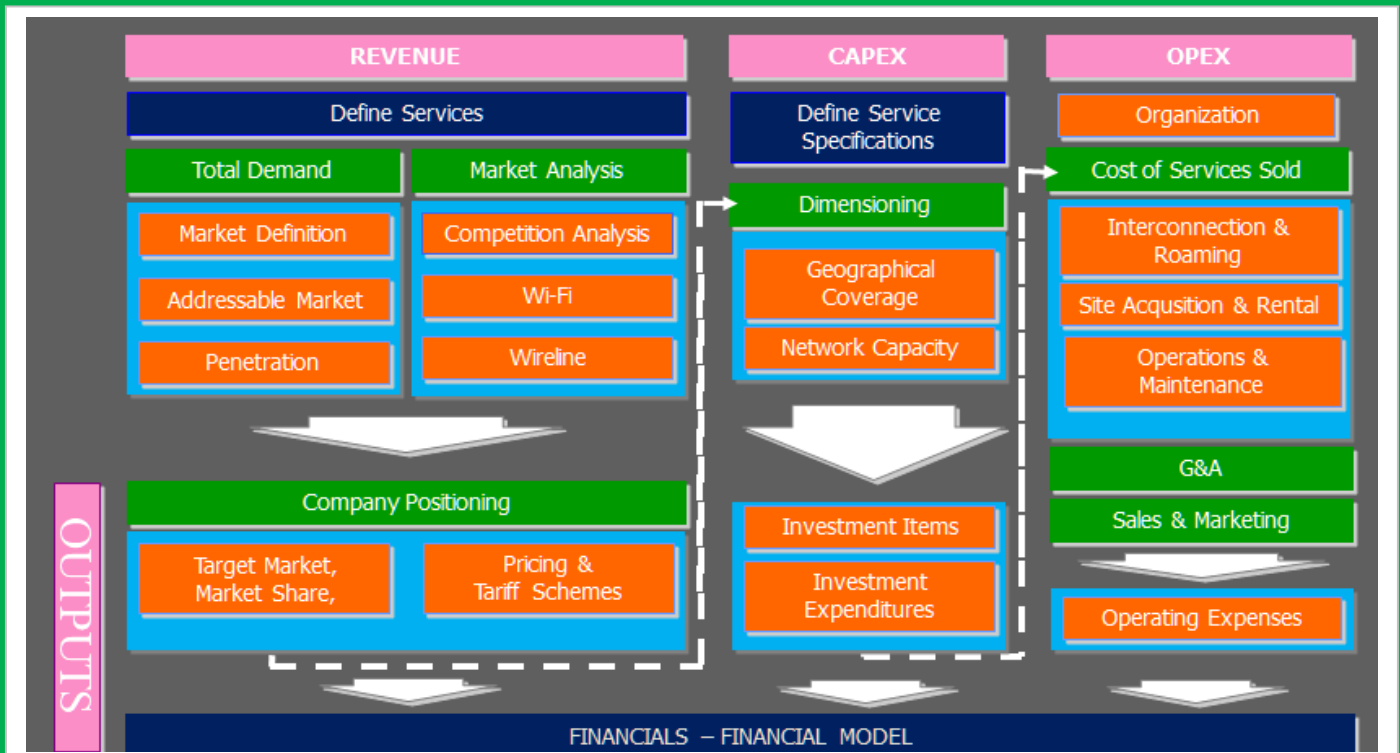 REVENUE
Define Services
Total Demand
Market Analysis
Market Definition
Competition Analysis
Addressable Market
Wi-Fi
Penetration
Wireline
Company Positioning
Target Market,
Market Share,
Pricing &
Tariff Schemes
CAPEX
Define Service
Specifications
Dimensioning
Geographical
Coverage
Network Capacity
Investment Items
Investment
Expenditures
OPEX
Organization
Cost of Services Sold
Interconnection &
Roaming
Site Acqusition & Rental
Operations &
Maintenance
G&A
Sales & Marketing
Operating Expenses
OUTPUTS
FINANCIALS – FINANCIAL MODEL